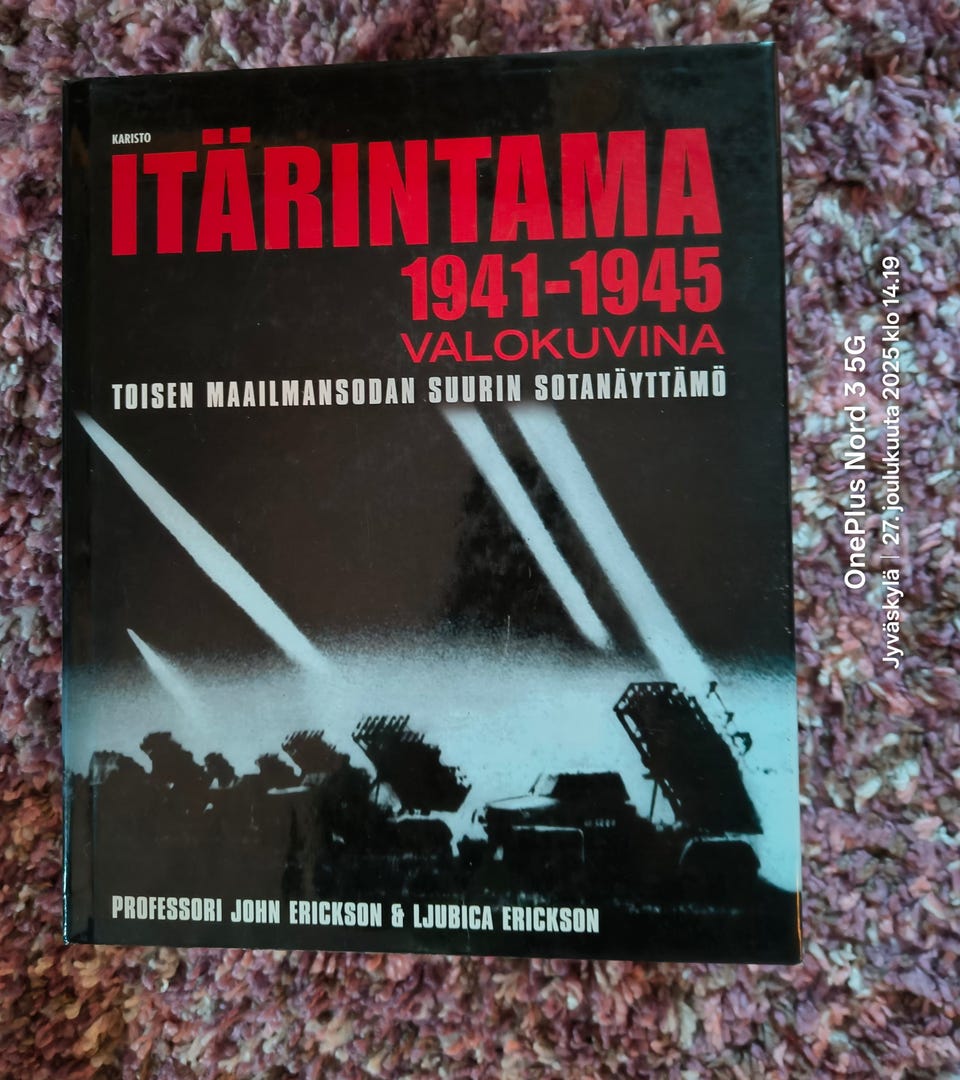 KARISTO
ITÄRINTAMA
1941-1945
VALOKUVINA
TOISEN MAAILMANSODAN SUURIN SOTANÄYTTÄMÖ
PROFESSORI JOHN ERICKSON & LJUBICA ERICKSON
OnePlus Nord 3 5G
Jyväskylä | 27. joulukuuta 2025 klo 14.19